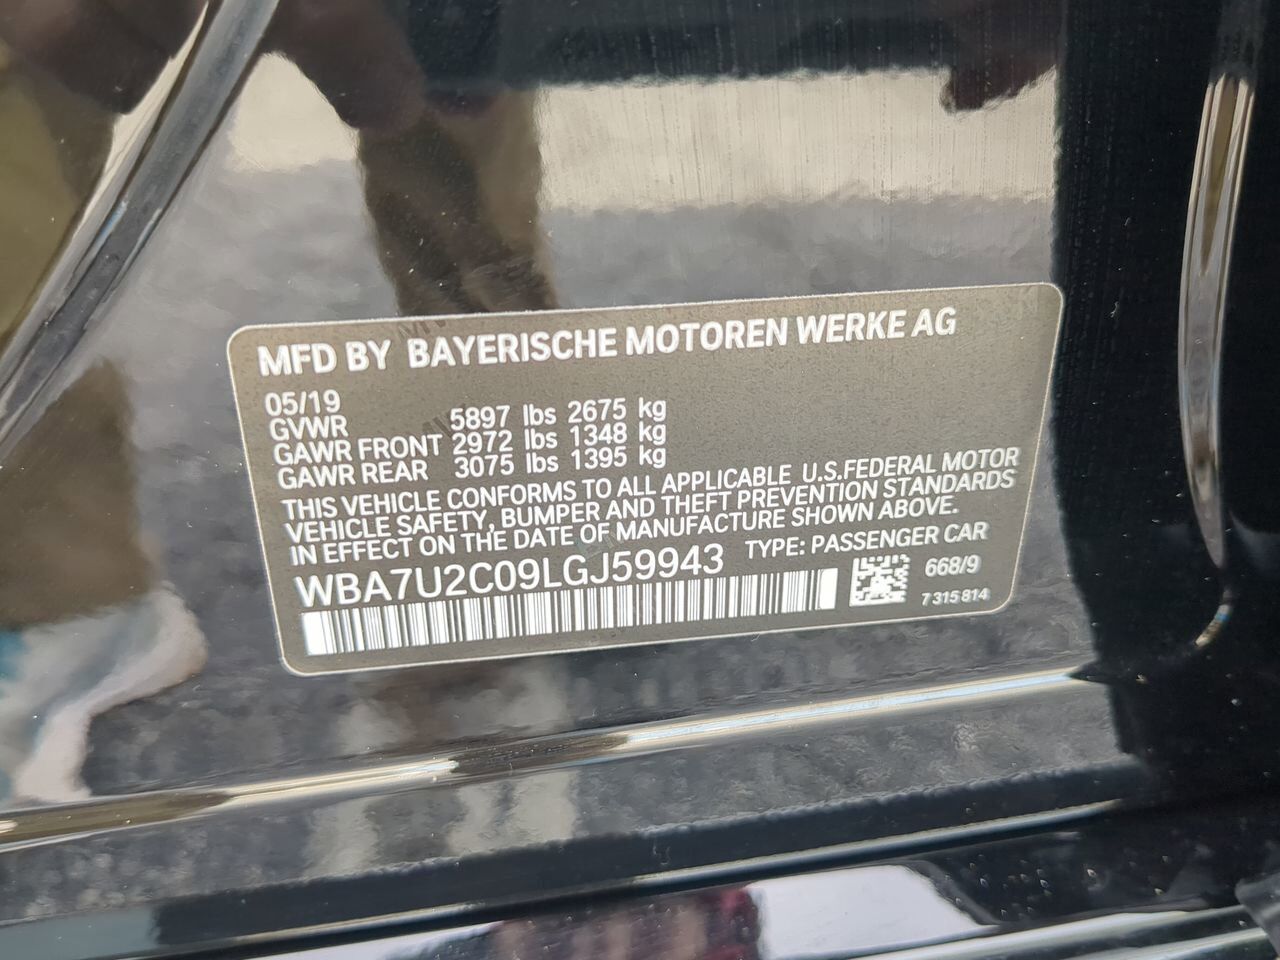 MFD BY BAYERISCHE MOTOREN WERKE AG
05/19
GVWR 5897 lbs 2675 kg
GAWR FRONT 2972 lbs 1348 kg
GAWR REAR 3075 lbs 1395 kg
THIS VEHICLE CONFORMS TO ALL APPLICABLE U.S.FEDERAL MOTOR
VEHICLE SAFETY, BUMPER AND THEFT PREVENTION STANDARDS
IN EFFECT ON THE DATE OF MANUFACTURE SHOWN ABOVE.
WBA7U2C09LGJ59943 TYPE: PASSENGER CAR
668/9
7 315 814